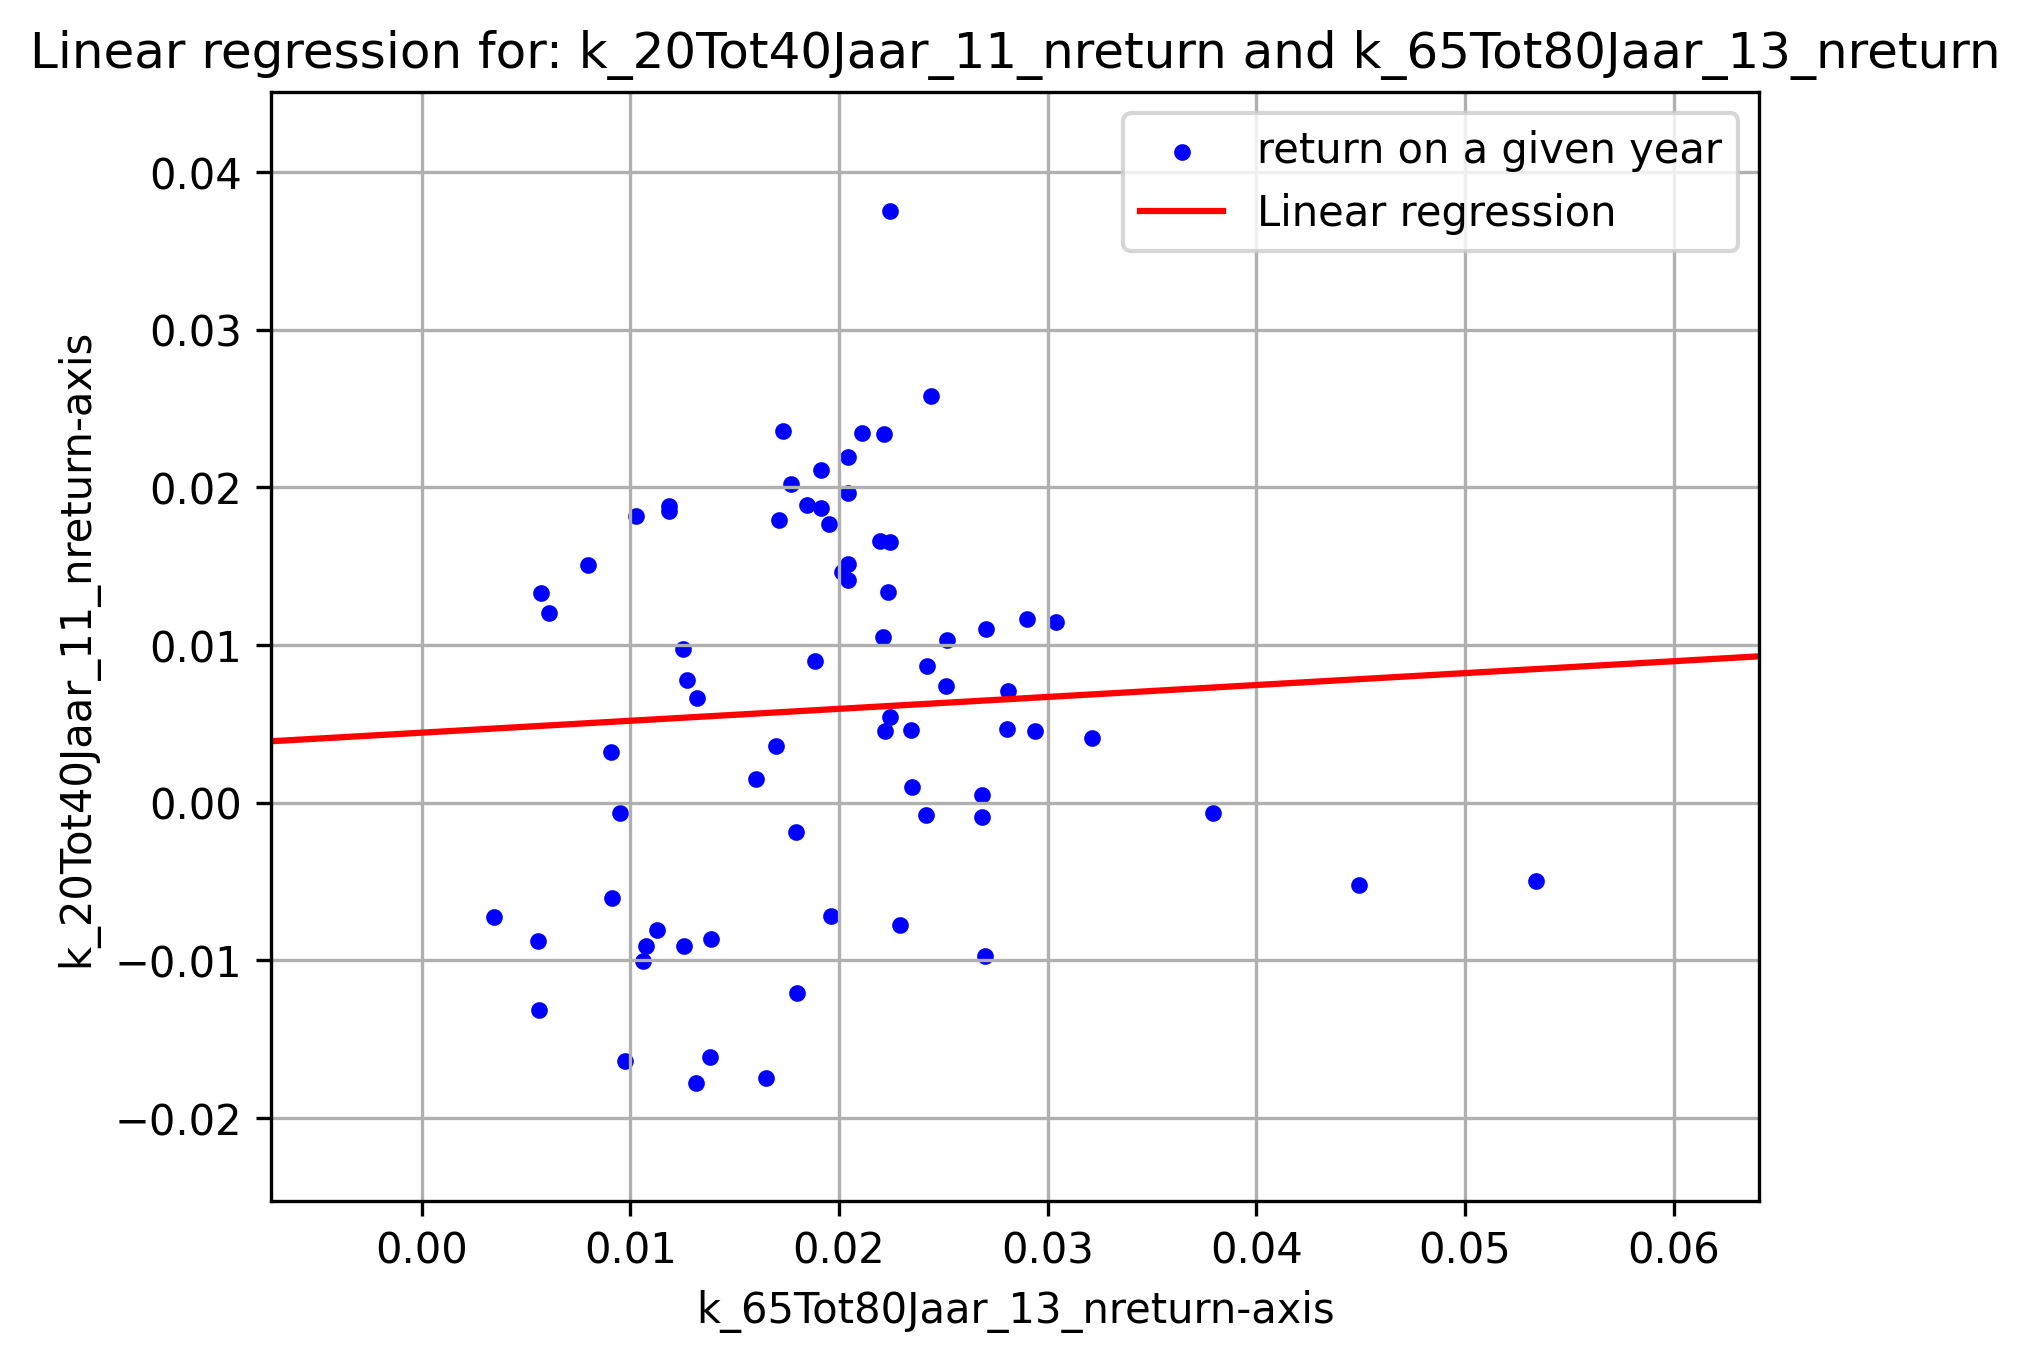 Linear regression for: k_20Tot40Jaar_11_nreturn and k_65Tot80Jaar_13_nreturn
return on a given year
Linear regression
k_20Tot40Jaar_11_nreturn-axis
0.04
0.03
0.02
0.01
0.00
−0.01
−0.02
0.00 0.01 0.02 0.03 0.04 0.05 0.06
k_65Tot80Jaar_13_nreturn-axis